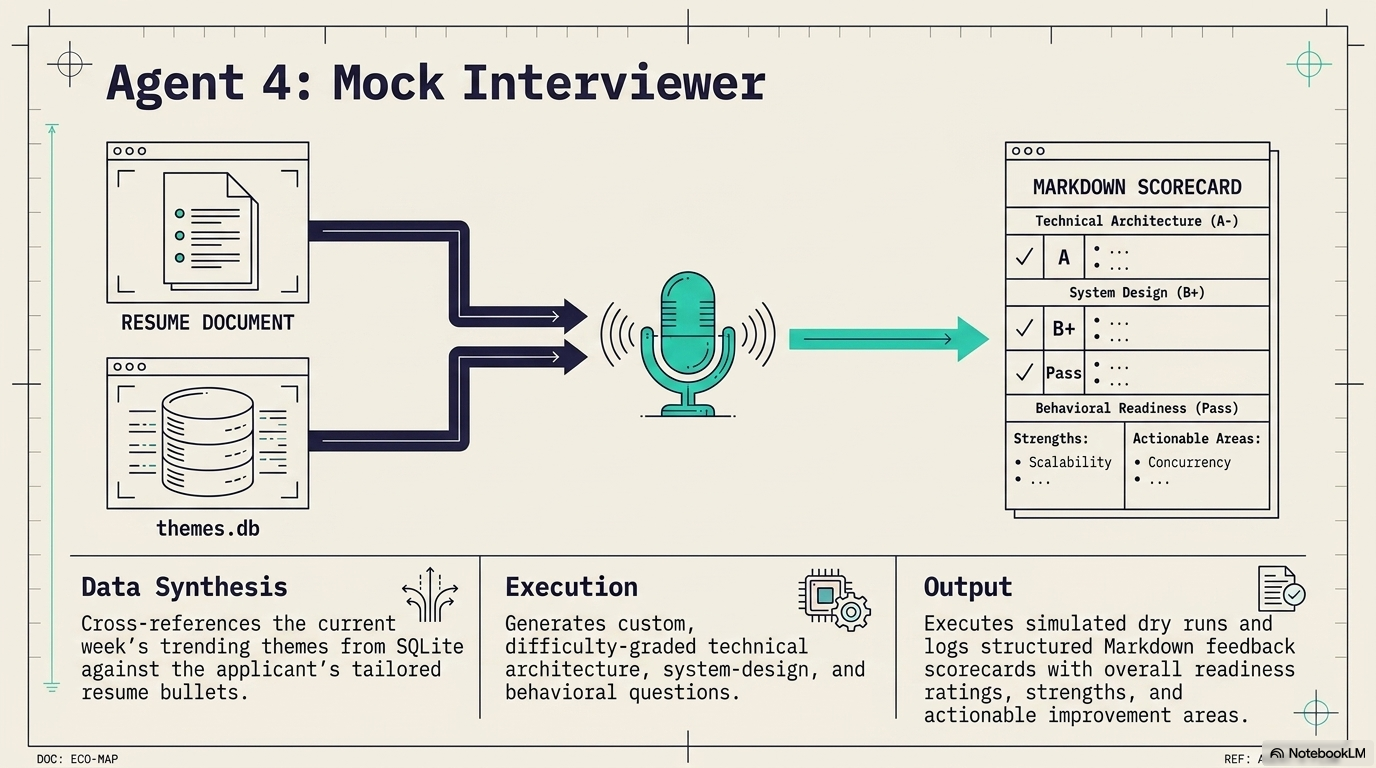 Agent 4: Mock Interviewer
RESUME DOCUMENT
themes.db
MARKDOWN SCORECARD
Technical Architecture (A-)
A
• ...
• ...
System Design (B+)
B+
• ...
• ...
Pass
• ...
• ...
Behavioral Readiness (Pass)
Strengths:
• Scalability
• ...
Actionable Areas:
• Concurrency
• ...
Data Synthesis
Cross-references the current
week’s trending themes from SQLite
against the applicant’s tailored
resume bullets.
Execution
Generates custom,
difficulty-graded technical
architecture, system-design, and
behavioral questions.
Output
Executes simulated dry runs and
logs structured Markdown feedback
scorecards with overall readiness
ratings, strengths, and
actionable improvement areas.
DOC: ECO-MAP
REF:
NotebookLM